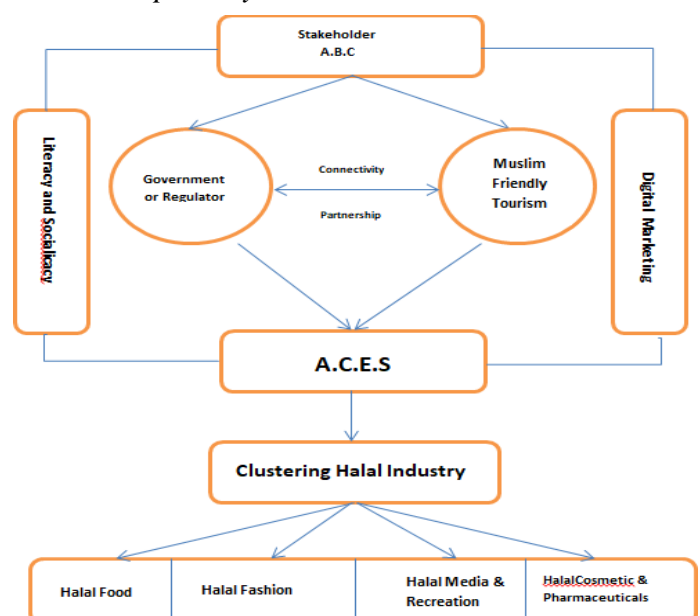 Stakeholder
A.B.C
Literacy and Socialicacy
Government
or Regulator
Connectivity
Partnership
Muslim
Friendly
Tourism
Digital Marketing
A.C.E.S
Clustering Halal Industry
Halal Food
Halal Fashion
Halal Media &
Recreation
HalalCosmetic &
Pharmaceuticals